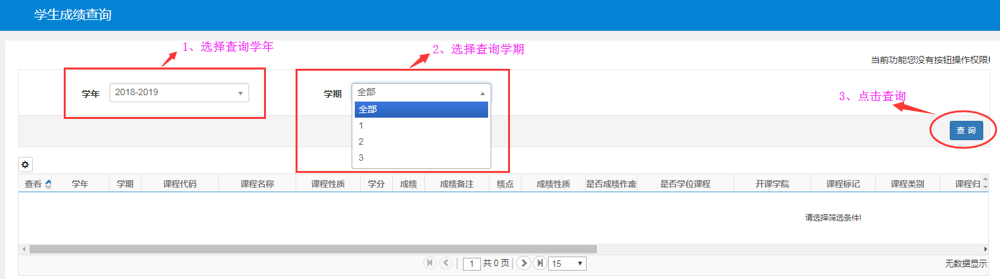 学生成绩查询
1、选择查询学年
2、选择查询学期
当前功能您没有按钮操作权限!
学年 2018-2019
学期 全部
全部
1
2
3
3、点击查询
查 询
查看 学年 学期 课程代码 课程名称 课程性质 学分 成绩 成绩备注 绩点 成绩性质 是否成绩作废 是否学位课程 开课学院 课程标记 课程类别 课程归
请选择筛选条件!
1 共 0 页 15 无数据显示